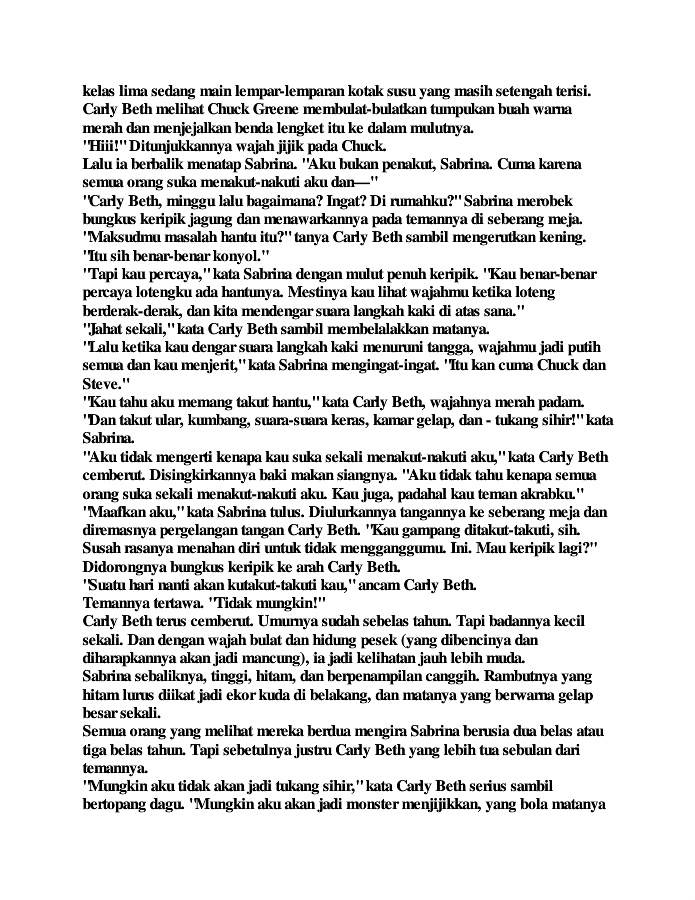 kelas lima sedang main lempar-lemparan kotak susu yang masih setengah terisi.
Carly Beth melihat Chuck Greene membulat-bulatkan tumpukan buah warna
merah dan menjejalkan benda lengket itu ke dalam mulutnya.
"Hiii!" Ditunjukkannya wajah jijik pada Chuck.
Lalu ia berbalik menatap Sabrina. "Aku bukan penakut, Sabrina. Cuma karena
semua orang suka menakut-nakuti aku dan—"
"Carly Beth, minggu lalu bagaimana? Ingat? Di rumahku?" Sabrina merobek
bungkus keripik jagung dan menawarkannya pada temannya di seberang meja.
"Maksudmu masalah hantu itu?" tanya Carly Beth sambil mengerutkan kening.
"Itu sih benar-benar konyol."
"Tapi kau percaya," kata Sabrina dengan mulut penuh keripik. "Kau benar-benar
percaya lotengku ada hantunya. Mestinya kau lihat wajahmu ketika loteng
berderak-derak, dan kita mendengar suara langkah kaki di atas sana."
"Jahat sekali," kata Carly Beth sambil membelalakkan matanya.
"Lalu ketika kau dengar suara langkah kaki menuruni tangga, wajahmu jadi putih
semua dan kau menjerit," kata Sabrina mengingat-ingat. "Itu kan cuma Chuck dan
Steve."
"Kau tahu aku memang takut hantu," kata Carly Beth, wajahnya merah padam.
"Dan takut ular, kumbang, suara-suara keras, kamar gelap, dan - tukang sihir!" kata
Sabrina.
"Aku tidak mengerti kenapa kau suka sekali menakut-nakuti aku," kata Carly Beth
cemberut. Disingkirkannya baki makan siangnya. "Aku tidak tahu kenapa semua
orang suka sekali menakut-nakuti aku. Kau juga, padahal kau teman akrabku."
"Maafkan aku," kata Sabrina tulus. Diulurkannya tangannya ke seberang meja dan
diremasnya pergelangan tangan Carly Beth. "Kau gampang ditakut-takuti, sih.
Susah rasanya menahan diri untuk tidak mengganggumu. Ini. Mau keripik lagi?"
Didorongnya bungkus keripik ke arah Carly Beth.
"Suatu hari nanti akan kutakut-takuti kau," ancam Carly Beth.
Temannya tertawa. "Tidak mungkin!"
Carly Beth terus cemberut. Umurnya sudah sebelas tahun. Tapi badannya kecil
sekali. Dan dengan wajah bulat dan hidung pesek (yang dibencinya dan
diharapkannya akan jadi mancung), ia jadi kelihatan jauh lebih muda.
Sabrina sebaliknya, tinggi, hitam, dan berpenampilan canggih. Rambutnya yang
hitam lurus diikat jadi ekor kuda di belakang, dan matanya yang berwarna gelap
besar sekali.
Semua orang yang melihat mereka berdua mengira Sabrina berusia dua belas atau
tiga belas tahun. Tapi sebetulnya justru Carly Beth yang lebih tua sebulan dari
temannya.
"Mungkin aku tidak akan jadi tukang sihir," kata Carly Beth serius sambil
bertopang dagu. "Mungkin aku akan jadi monster menjijikkan, yang bola matanya